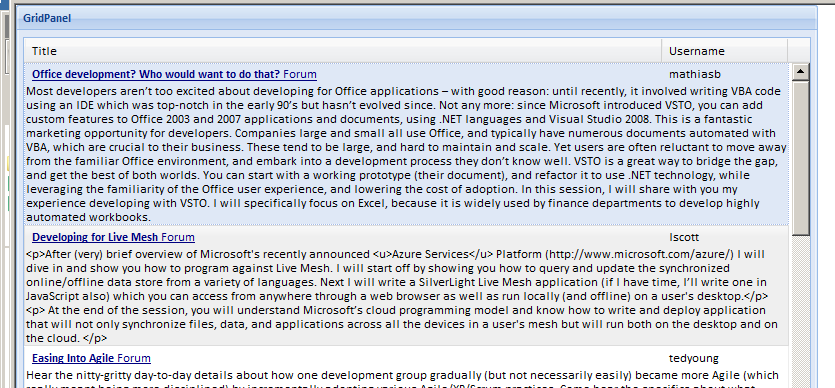 GridPanel
Title Username
Office development? Who would want to do that? Forum mathiasb
Most developers aren't too excited about developing for Office applications – with good reason: until recently, it involved writing VBA code
using an IDE which was top-notch in the early 90's but hasn't evolved since. Not any more: since Microsoft introduced VSTO, you can add
custom features to Office 2003 and 2007 applications and documents, using .NET languages and Visual Studio 2008. This is a fantastic
marketing opportunity for developers. Companies large and small all use Office, and typically have numerous documents automated with
VBA, which are crucial to their business. These tend to be large, and hard to maintain and scale. Yet users are often reluctant to move away
from the familiar Office environment, and embark into a development process they don't know well. VSTO is a great way to bridge the gap,
and get the best of both worlds. You can start with a working prototype (their document), and refactor it to use .NET technology, while
leveraging the familiarity of the Office user experience, and lowering the cost of adoption. In this session, I will share with you my
experience developing with VSTO. I will specifically focus on Excel, because it is widely used by finance departments to develop highly
automated workbooks.
Developing for Live Mesh Forum lscott
<p>After (very) brief overview of Microsoft's recently announced <u>Azure Services</u> Platform (http://www.microsoft.com/azure/) I will
dive in and show you how to program against Live Mesh. I will start off by showing you how to query and update the synchronized
online/offline data store from a variety of languages. Next I will write a SilverLight Live Mesh application (if I have time, I'll write one in
JavaScript also) which you can access from anywhere through a web browser as well as run locally (and offline) on a user's desktop.</p>
<p> At the end of the session, you will understand Microsoft's cloud programming model and know how to write and deploy application
that will not only synchronize files, data, and applications across all the devices in a user's mesh but will run both on the desktop and on
the cloud. </p>
Easing Into Agile Forum tedyoung
Hear the nitty-gritty day-to-day details about how one development group gradually (but not necessarily easily) became more Agile (which